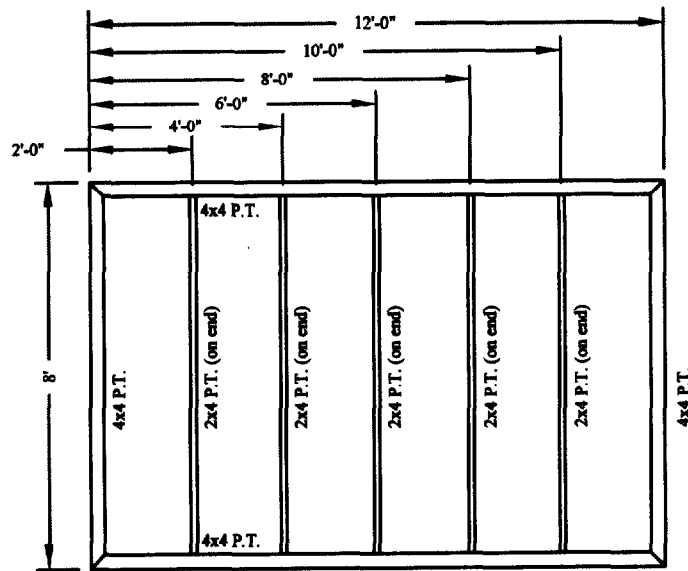 12'-0"
10'-0"
8'-0"
6'-0"
4'-0"
2'-0"
4x4 P.T.
8'
4x4 P.T.
2x4 P.T. (on end)
2x4 P.T. (on end)
2x4 P.T. (on end)
2x4 P.T. (on end)
2x4 P.T. (on end)
4x4 P.T.
4x4 P.T.